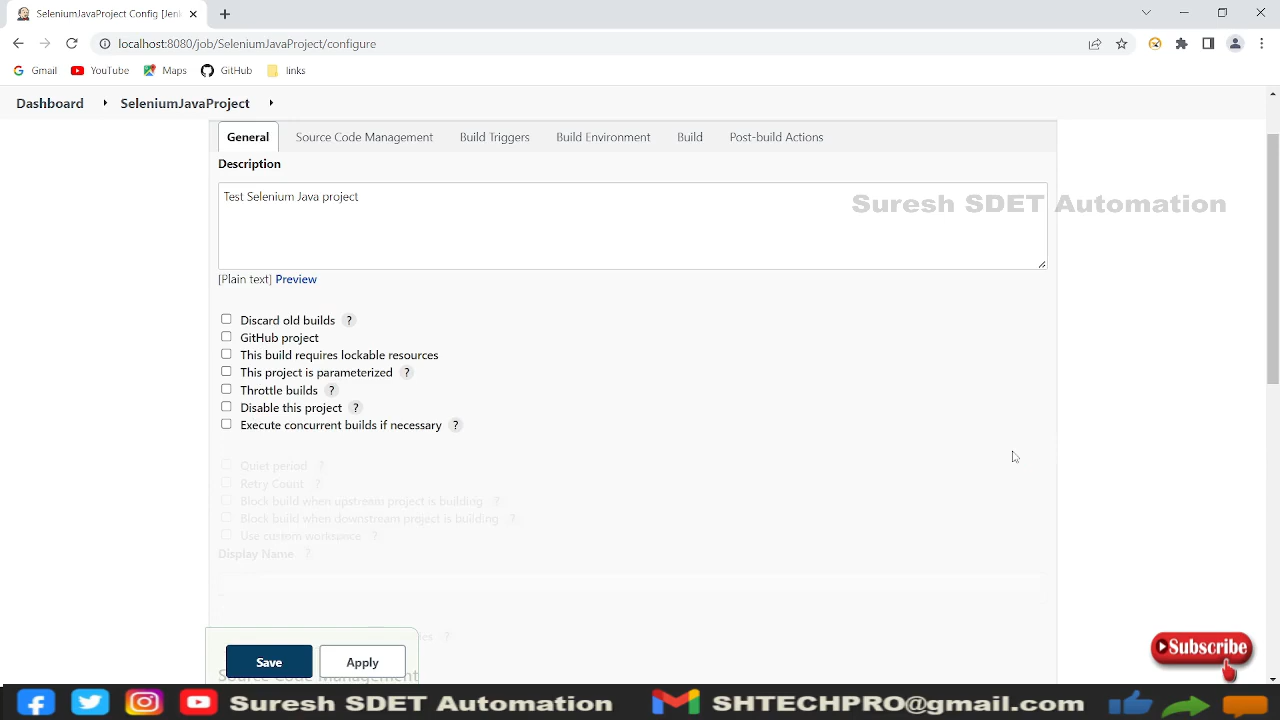 SeleniumJavaProject Config [Jenk
localhost:8080/job/SeleniumJavaProject/configure
Gmail YouTube Maps GitHub links
Dashboard SeleniumJavaProject
General Source Code Management Build Triggers Build Environment Build Post-build Actions
Description
Test Selenium Java project
Suresh SDET Automation
[Plain text] Preview
Discard old builds ?
GitHub project
This build requires lockable resources
This project is parameterized ?
Throttle builds ?
Disable this project ?
Execute concurrent builds if necessary ?
Quiet period ?
Retry Count ?
Block build when upstream project is building ?
Block build when downstream project is building ?
Use custom workspace ?
Display Name ?
Subscribe
Save Apply
Source Code Management
Suresh SDET Automation SHTECHPRO@gmail.com